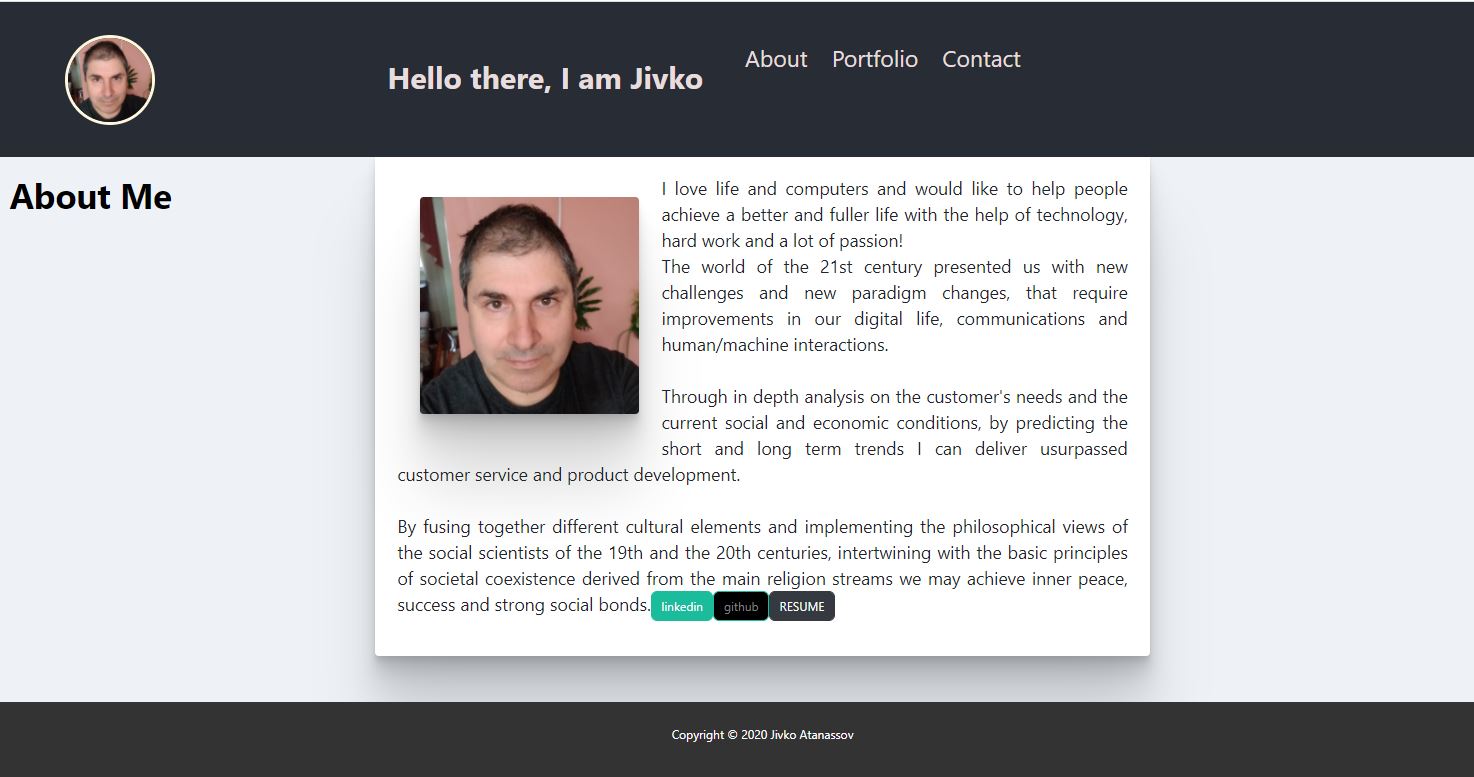 Hello there, I am Jivko
About Portfolio Contact
About Me
I love life and computers and would like to help people
achieve a better and fuller life with the help of technology,
hard work and a lot of passion!
The world of the 21st century presented us with new
challenges and new paradigm changes, that require
improvements in our digital life, communications and
human/machine interactions.
Through in depth analysis on the customer's needs and the
current social and economic conditions, by predicting the
short and long term trends I can deliver usurpassed
customer service and product development.
By fusing together different cultural elements and implementing the philosophical views of
the social scientists of the 19th and the 20th centuries, intertwining with the basic principles
of societal coexistence derived from the main religion streams we may achieve inner peace,
success and strong social bonds. linkedin github RESUME
Copyright © 2020 Jivko Atanassov